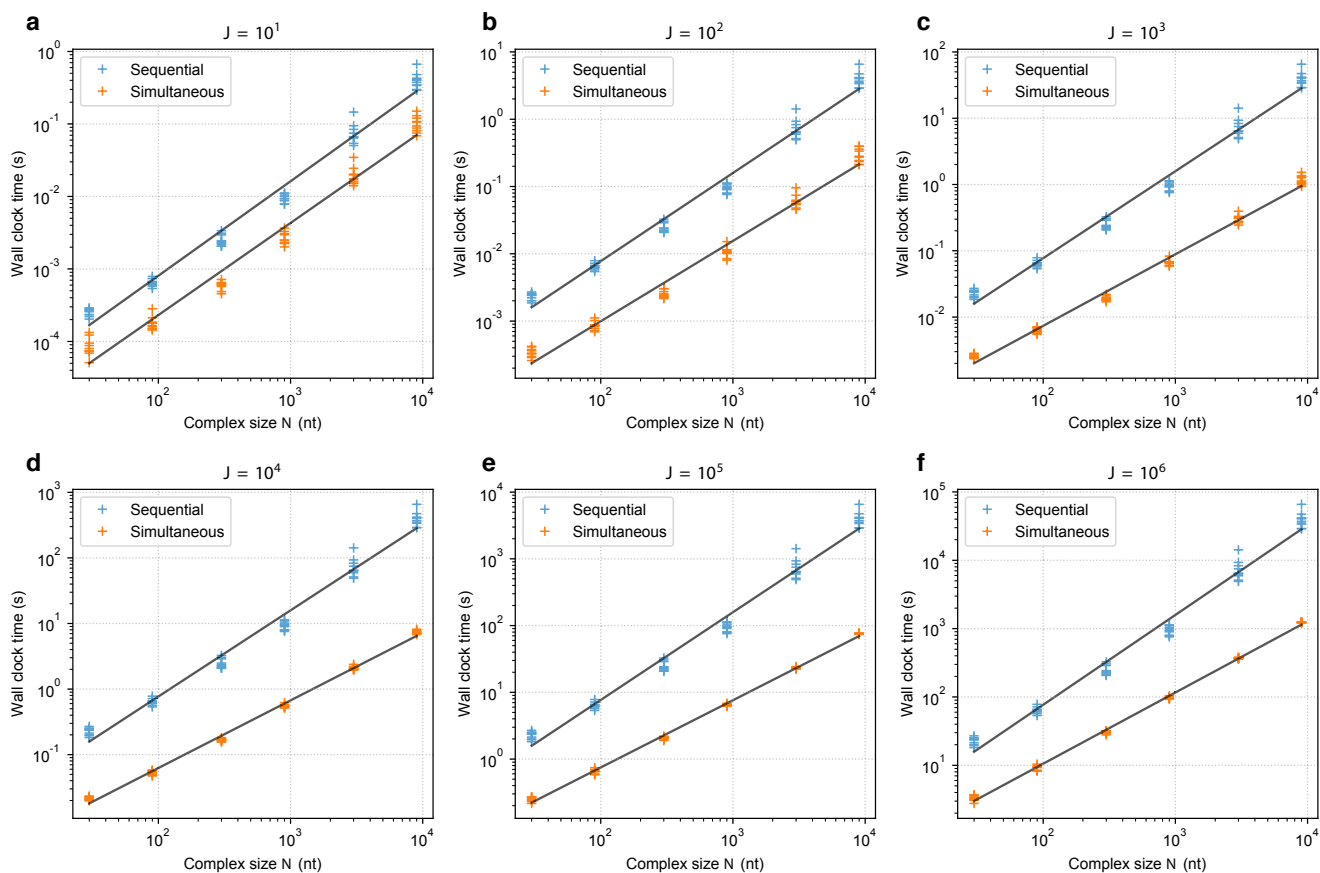 a
J = 10¹
10⁰
10⁻¹
10⁻²
10⁻³
10⁻⁴
Wall clock time (s)
Sequential
Simultaneous
10²
10³
10⁴
Complex size N (nt)
b
J = 10²
10¹
10⁰
10⁻¹
10⁻²
10⁻³
Wall clock time (s)
Sequential
Simultaneous
10²
10³
10⁴
Complex size N (nt)
c
J = 10³
10²
10¹
10⁰
10⁻¹
10⁻²
Wall clock time (s)
Sequential
Simultaneous
10²
10³
10⁴
Complex size N (nt)
d
J = 10⁴
10³
10²
10¹
10⁰
10⁻¹
Wall clock time (s)
Sequential
Simultaneous
10²
10³
10⁴
Complex size N (nt)
e
J = 10⁵
10⁴
10³
10²
10¹
10⁰
Wall clock time (s)
Sequential
Simultaneous
10²
10³
10⁴
Complex size N (nt)
f
J = 10⁶
10⁵
10⁴
10³
10²
10¹
Wall clock time (s)
Sequential
Simultaneous
10²
10³
10⁴
Complex size N (nt)